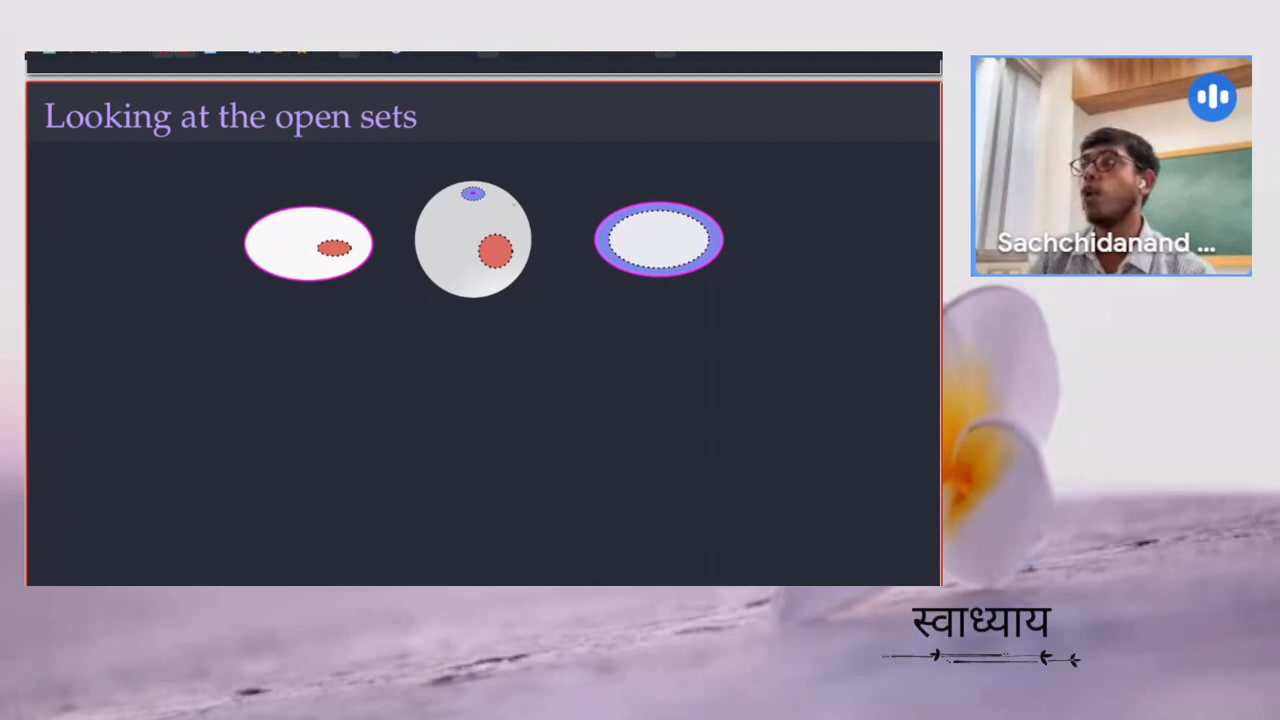 Looking at the open sets
Sachchidanand ...
स्वाध्याय